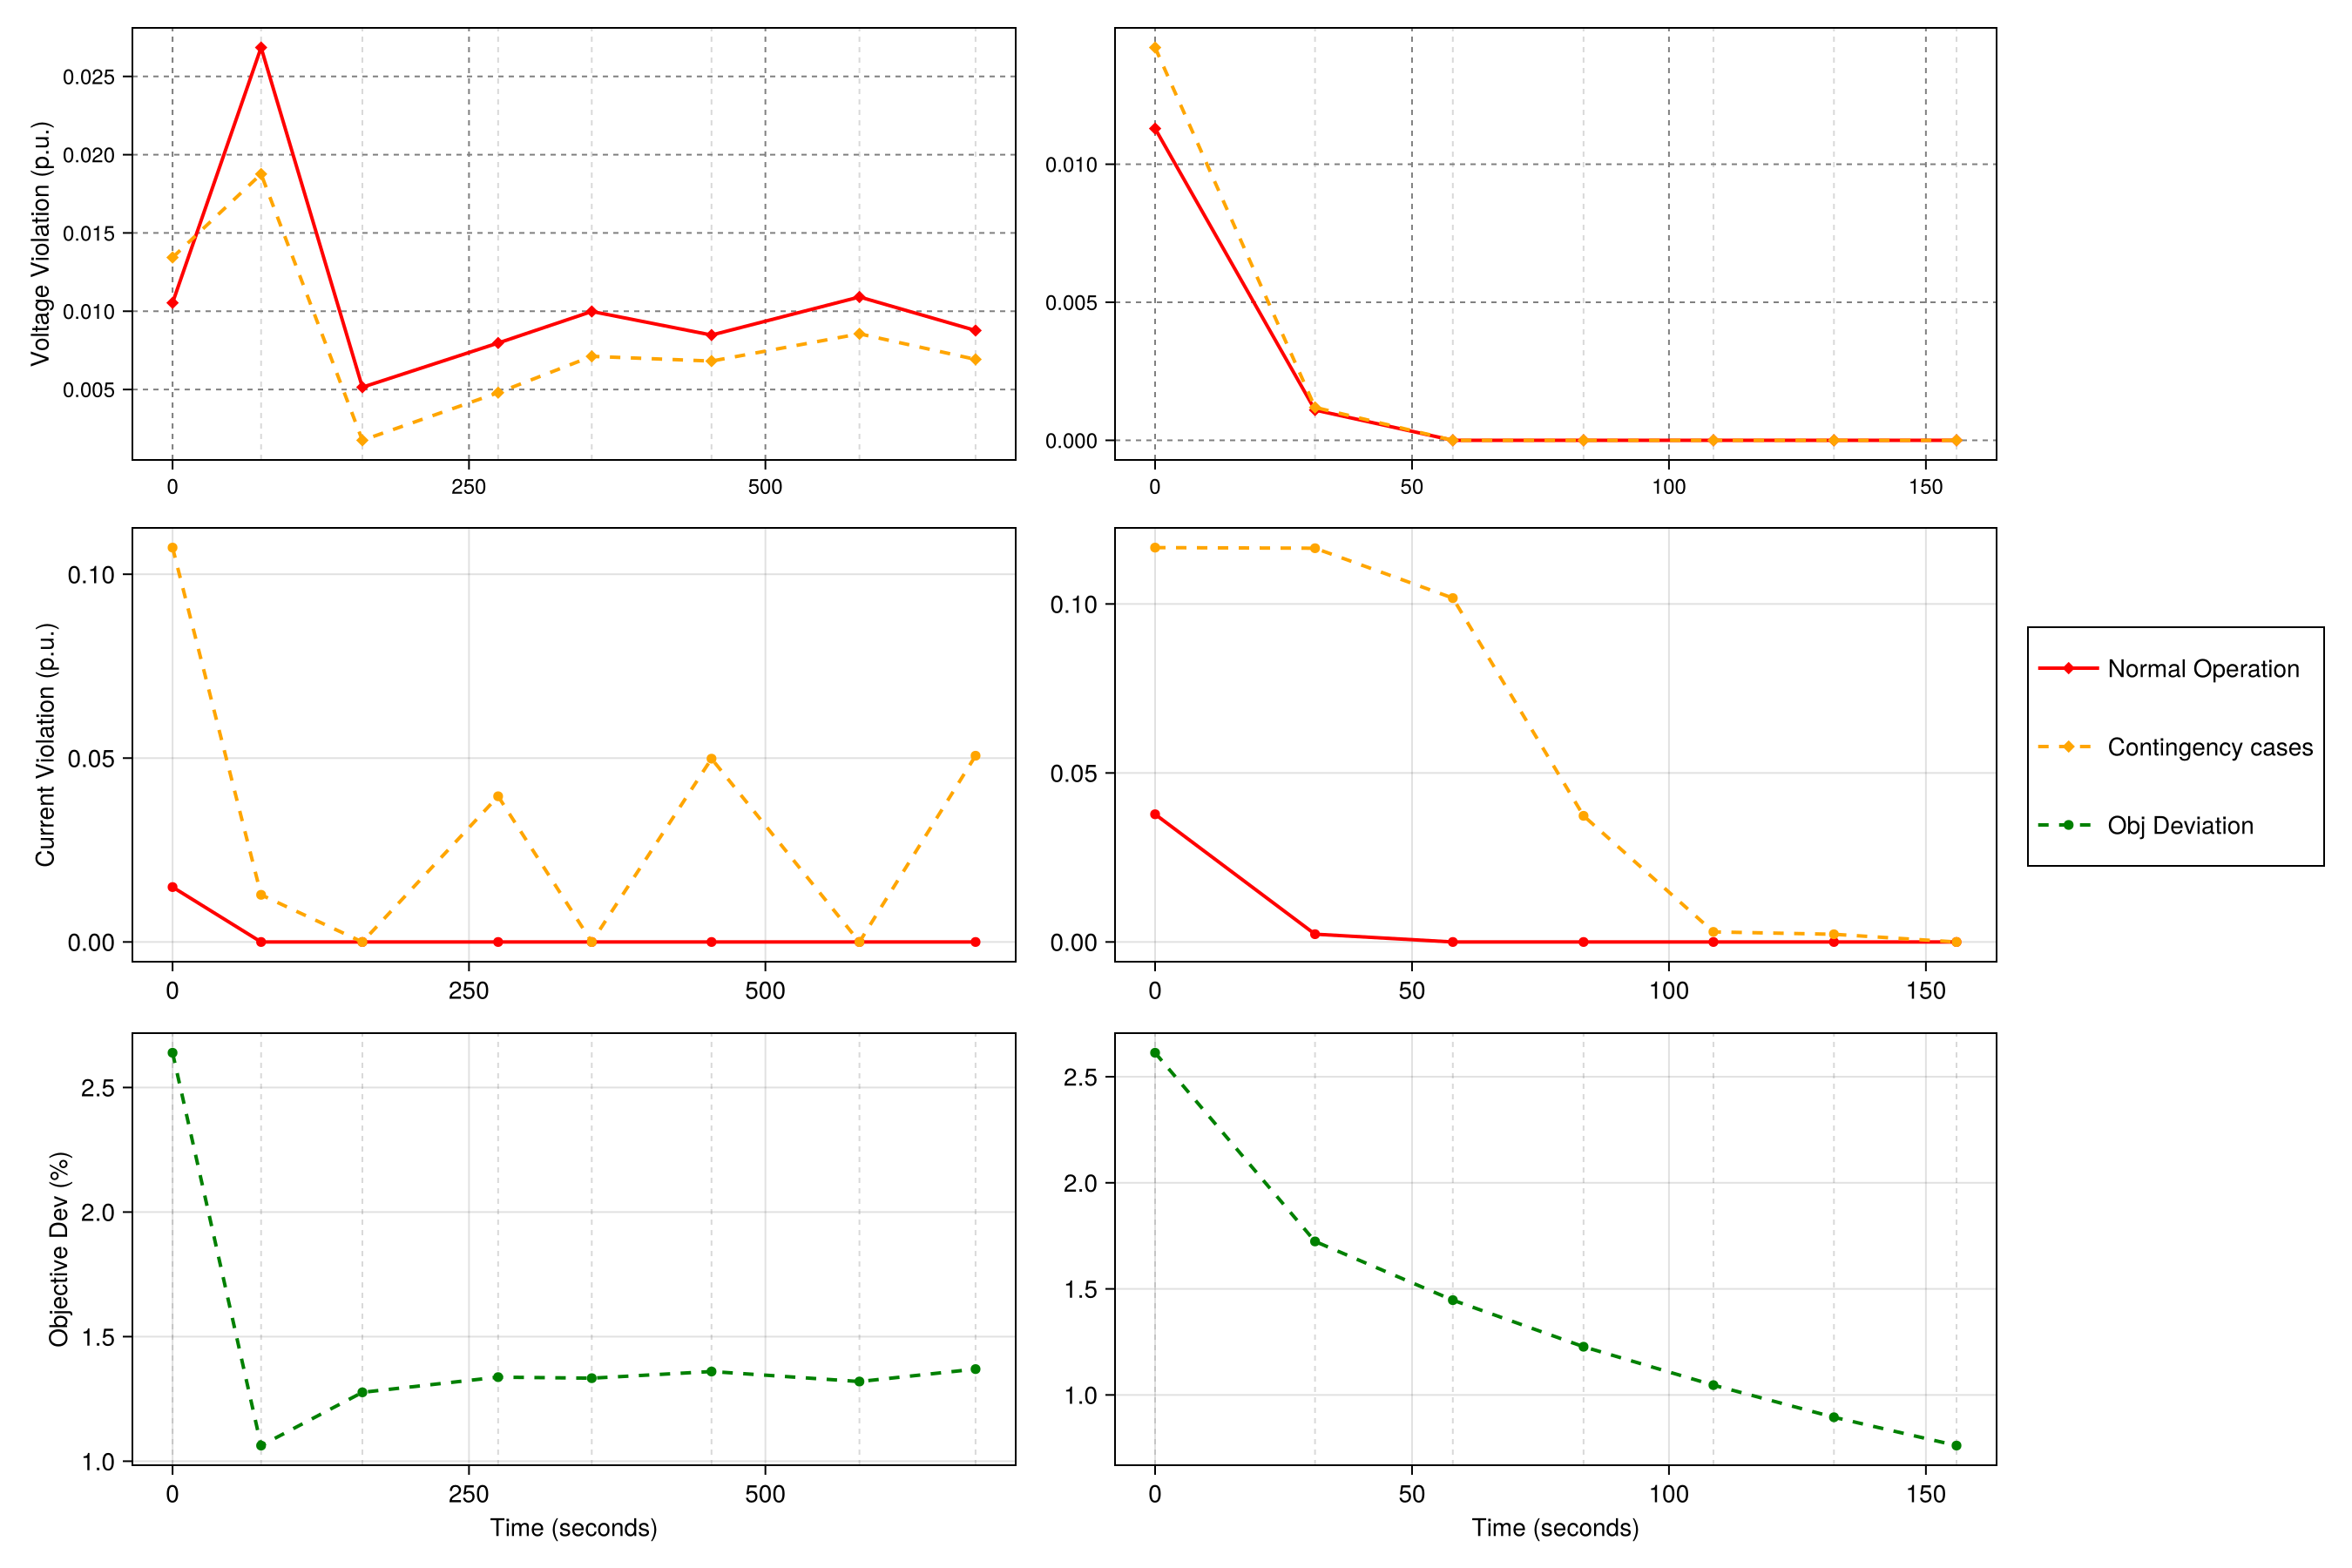 Voltage Violation (p.u.)
0.025
0.020
0.015
0.010
0.005
0 250 500
0.010
0.005
0.000
0 50 100 150
Current Violation (p.u.)
0.10
0.05
0.00
0 250 500
0.10
0.05
0.00
0 50 100 150
Normal Operation
Contingency cases
Obj Deviation
Objective Dev (%)
2.5
2.0
1.5
1.0
0 250 500
Time (seconds)
2.5
2.0
1.5
1.0
0 50 100 150
Time (seconds)